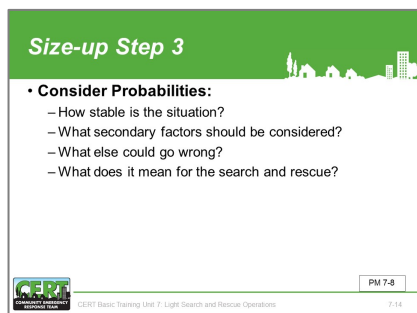 Size-up Step 3
• Consider Probabilities:
– How stable is the situation?
– What secondary factors should be considered?
– What else could go wrong?
– What does it mean for the search and rescue?
PM 7-8
CERT
COMMUNITY EMERGENCY
RESPONSE TEAM
CERT Basic Training Unit 7: Light Search and Rescue Operations
7-14